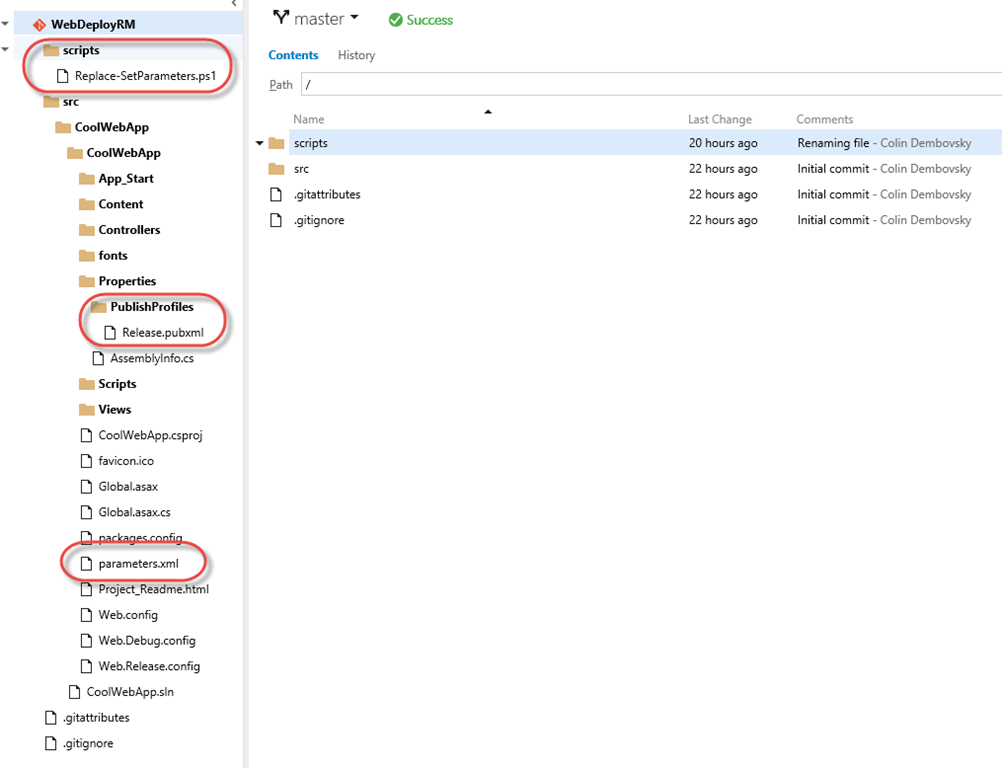 WebDeployRM
scripts
Replace-SetParameters.ps1
src
CoolWebApp
CoolWebApp
App_Start
Content
Controllers
fonts
Properties
PublishProfiles
Release.pubxml
AssemblyInfo.cs
Scripts
Views
CoolWebApp.csproj
favicon.ico
Global.asax
Global.asax.cs
packages.config
parameters.xml
Project_Readme.html
Web.config
Web.Debug.config
Web.Release.config
CoolWebApp.sln
.gitattributes
.gitignore
master Success
Contents History
Path /
Name Last Change Comments
scripts 20 hours ago Renaming file - Colin Dembovsky
src 22 hours ago Initial commit - Colin Dembovsky
.gitattributes 22 hours ago Initial commit - Colin Dembovsky
.gitignore 22 hours ago Initial commit - Colin Dembovsky